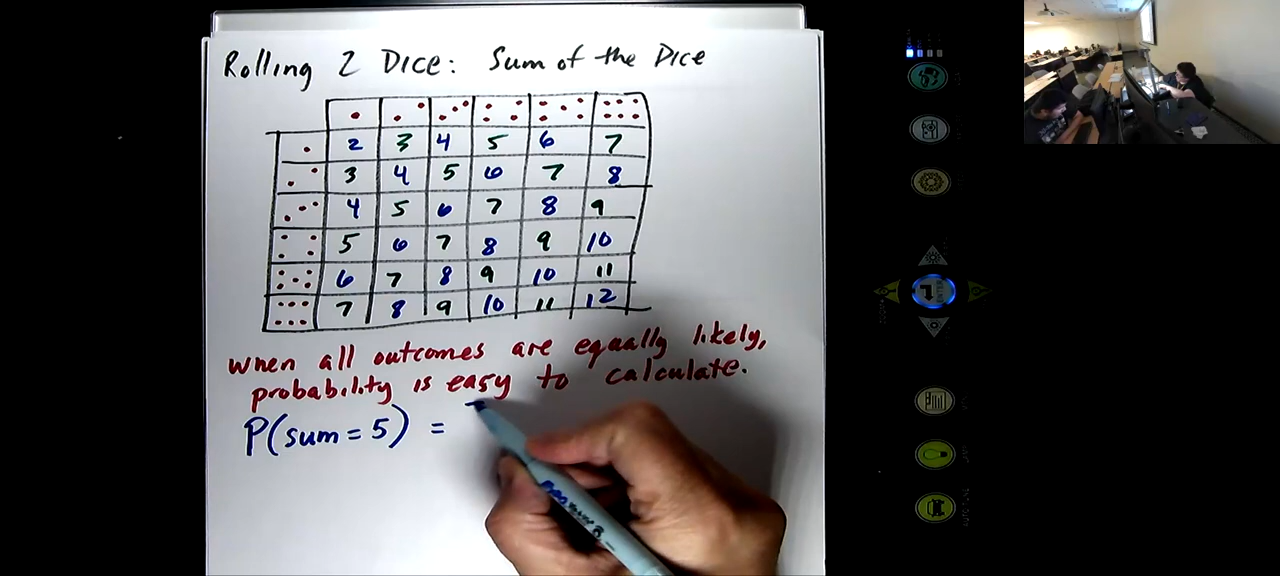 Rolling 2 Dice: Sum of the Dice
2 3 4 5 6 7
3 4 5 6 7 8
4 5 6 7 8 9
5 6 7 8 9 10
6 7 8 9 10 11
7 8 9 10 11 12
When all outcomes are equally likely,
probability is easy to calculate.
P(sum = 5) =